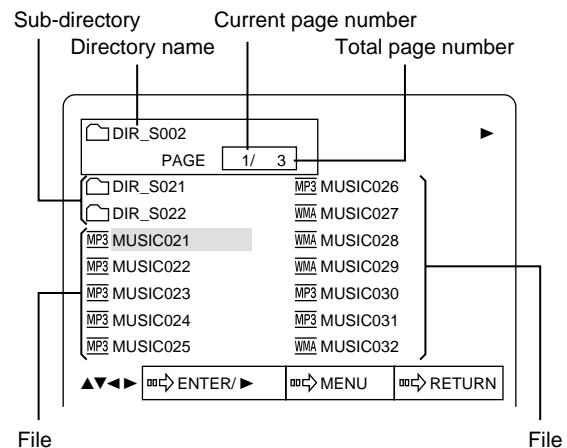 Sub-directory Current page number
Directory name Total page number
DIR_S002 ►
PAGE 1/ 3
DIR_S021 MP3 MUSIC026
DIR_S022 WMA MUSIC027
MP3 MUSIC021 WMA MUSIC028
MP3 MUSIC022 WMA MUSIC029
MP3 MUSIC023 MP3 MUSIC030
MP3 MUSIC024 MP3 MUSIC031
MP3 MUSIC025 WMA MUSIC032
▲▼◄► ENTER/ ► MENU RETURN
File File